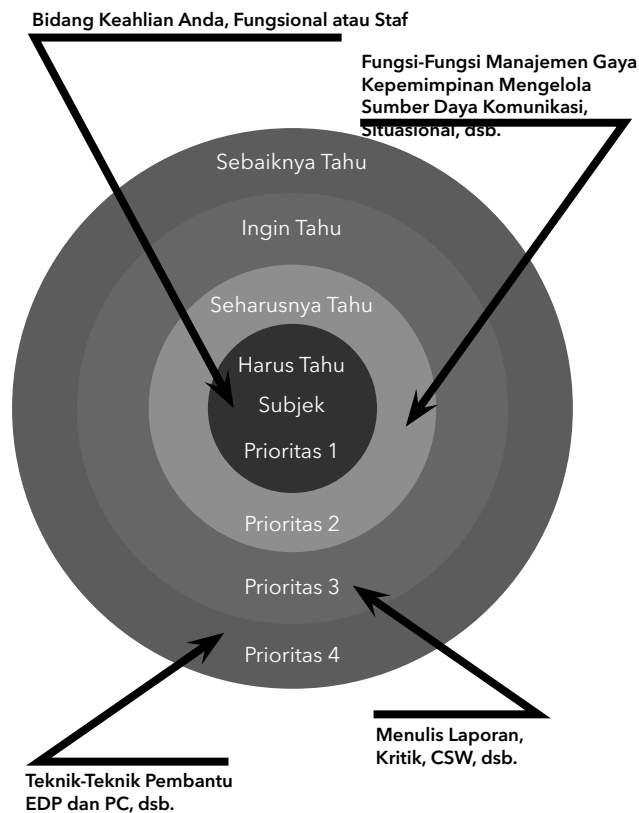 Bidang Keahlian Anda, Fungsional atau Staf
Fungsi-Fungsi Manajemen Gaya
Kepemimpinan Mengelola
Sumber Daya Komunikasi,
Situasional, dsb.
Sebaiknya Tahu
Ingin Tahu
Seharusnya Tahu
Harus Tahu
Subjek
Prioritas 1
Prioritas 2
Prioritas 3
Prioritas 4
Menulis Laporan,
Kritik, CSW, dsb.
Teknik-Teknik Pembantu
EDP dan PC, dsb.